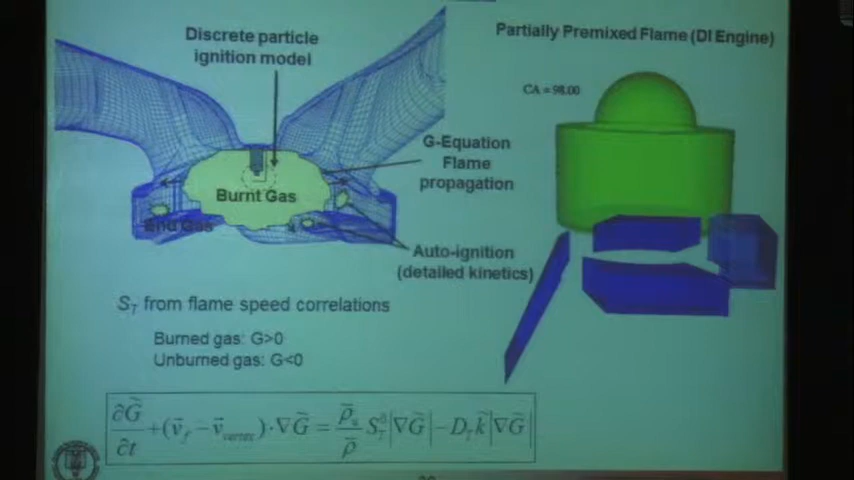 Discrete particle
ignition model
Partially Premixed Flame (DI Engine)
CA = 98.00
G-Equation
Flame
propagation
Burnt Gas
End Gas
Auto-ignition
(detailed kinetics)
S_T from flame speed correlations
Burned gas: G>0
Unburned gas: G<0
∂G̃/∂t + (v̄_f − v̄_vertex)·∇G̃ = (ρ̄_u/ρ̄) S_T^0 |∇G̃| − D_T k̃ |∇G̃|